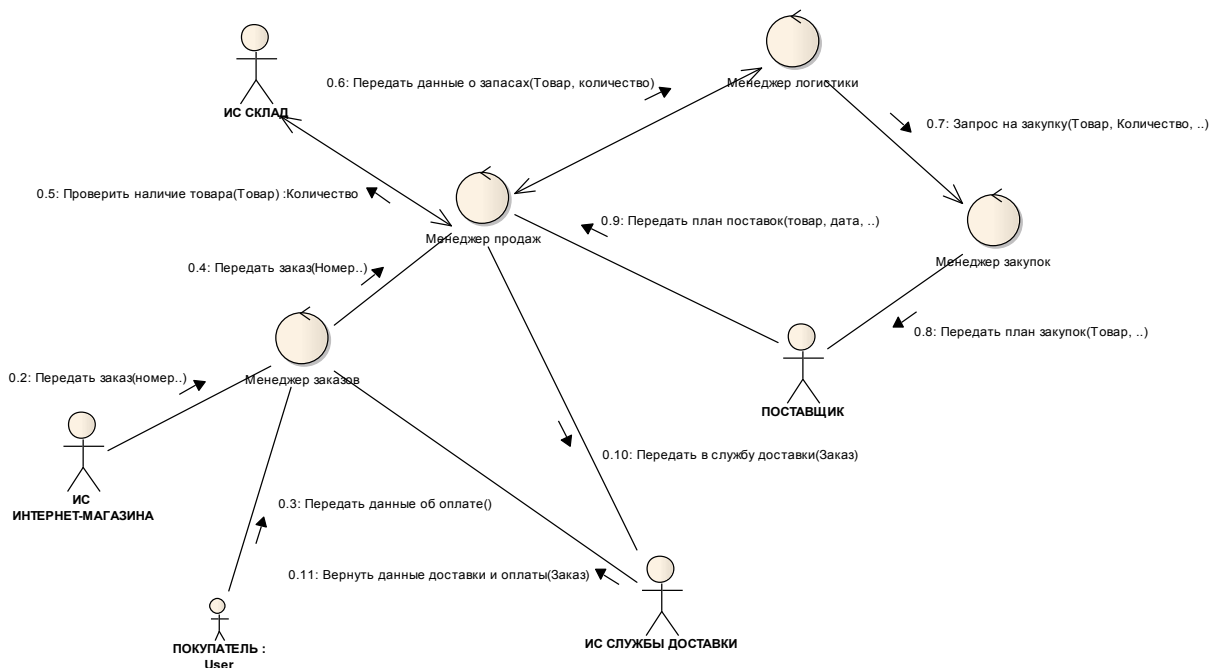 0.6: Передать данные о запасах(Товар, количество)
Менеджер логистики
ИС СКЛАД
0.7: Запрос на закупку(Товар, Количество, ..)
0.5: Проверить наличие товара(Товар) :Количество
0.9: Передать план поставок(товар, дата, ..)
Менеджер продаж
Менеджер закупок
0.4: Передать заказ(Номер..)
0.8: Передать план закупок(Товар, ..)
0.2: Передать заказ(номер..)
Менеджер заказов
ПОСТАВЩИК
0.10: Передать в службу доставки(Заказ)
ИС
ИНТЕРНЕТ-МАГАЗИНА
0.3: Передать данные об оплате()
0.11: Вернуть данные доставки и оплаты(Заказ)
ИС СЛУЖБЫ ДОСТАВКИ
ПОКУПАТЕЛЬ :
User